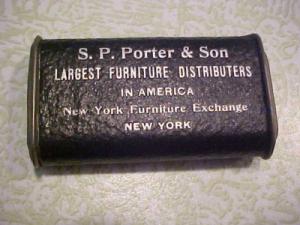 S. P. Porter & Son
LARGEST FURNITURE DISTRIBUTERS
IN AMERICA
New York Furniture Exchange
NEW YORK